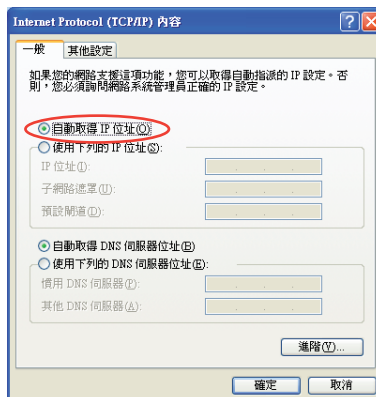 Internet Protocol (TCP/IP) 內容
一般 其他設定
如果您的網路支援這項功能，您可以取得自動指派的 IP 設定。否
則，您必須詢問網路系統管理員正確的 IP 設定。
自動取得 IP 位址(O)
使用下列的 IP 位址(S):
IP 位址(I):
子網路遮罩(U):
預設閘道(D):
自動取得 DNS 伺服器位址(B)
使用下列的 DNS 伺服器位址(E):
慣用 DNS 伺服器(P):
其他 DNS 伺服器(A):
進階(V)...
確定 取消